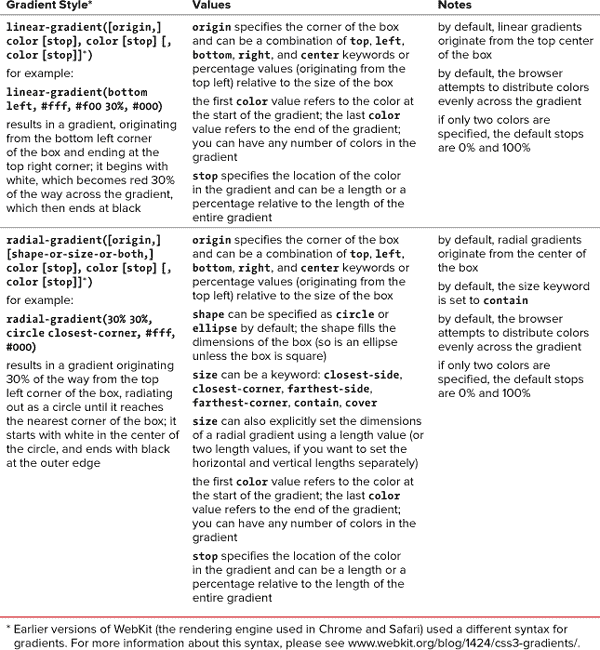 Gradient Style* Values Notes
linear-gradient([origin,]
color [stop], color [stop] [,
color [stop]]*)
for example:
linear-gradient(bottom
left, #fff, #f00 30%, #000)
results in a gradient, originating
from the bottom left corner
of the box and ending at the
top right corner; it begins with
white, which becomes red 30%
of the way across the gradient,
which then ends at black
origin specifies the corner of the box
and can be a combination of top, left,
bottom, right, and center keywords or
percentage values (originating from the
top left) relative to the size of the box
the first color value refers to the color at
the start of the gradient; the last color
value refers to the end of the gradient;
you can have any number of colors in the
gradient
stop specifies the location of the color
in the gradient and can be a length or a
percentage relative to the length of the
entire gradient
by default, linear gradients
originate from the top center
of the box
by default, the browser
attempts to distribute colors
evenly across the gradient
if only two colors are
specified, the default stops
are 0% and 100%
radial-gradient([origin,]
[shape-or-size-or-both,]
color [stop], color [stop] [,
color [stop]]*)
for example:
radial-gradient(30% 30%,
circle closest-corner, #fff,
#000)
results in a gradient originating
30% of the way from the top
left corner of the box, radiating
out as a circle until it reaches
the nearest corner of the box; it
starts with white in the center of
the circle, and ends with black
at the outer edge
origin specifies the corner of the box
and can be a combination of top, left,
bottom, right, and center keywords or
percentage values (originating from the
top left) relative to the size of the box
shape can be specified as circle or
ellipse by default; the shape fills the
dimensions of the box (so is an ellipse
unless the box is square)
size can be a keyword: closest-side,
closest-corner, farthest-side,
farthest-corner, contain, cover
size can also explicitly set the dimensions
of a radial gradient using a length value (or
two length values, if you want to set the
horizontal and vertical lengths separately)
the first color value refers to the color at
the start of the gradient; the last color
value refers to the end of the gradient;
you can have any number of colors in the
gradient
stop specifies the location of the color
in the gradient and can be a length or a
percentage relative to the length of the
entire gradient
by default, radial gradients
originate from the center of
the box
by default, the size keyword
is set to contain
by default, the browser
attempts to distribute colors
evenly across the gradient
if only two colors are
specified, the default stops
are 0% and 100%
* Earlier versions of WebKit (the rendering engine used in Chrome and Safari) used a different syntax for
gradients. For more information about this syntax, please see www.webkit.org/blog/1424/css3-gradients/.